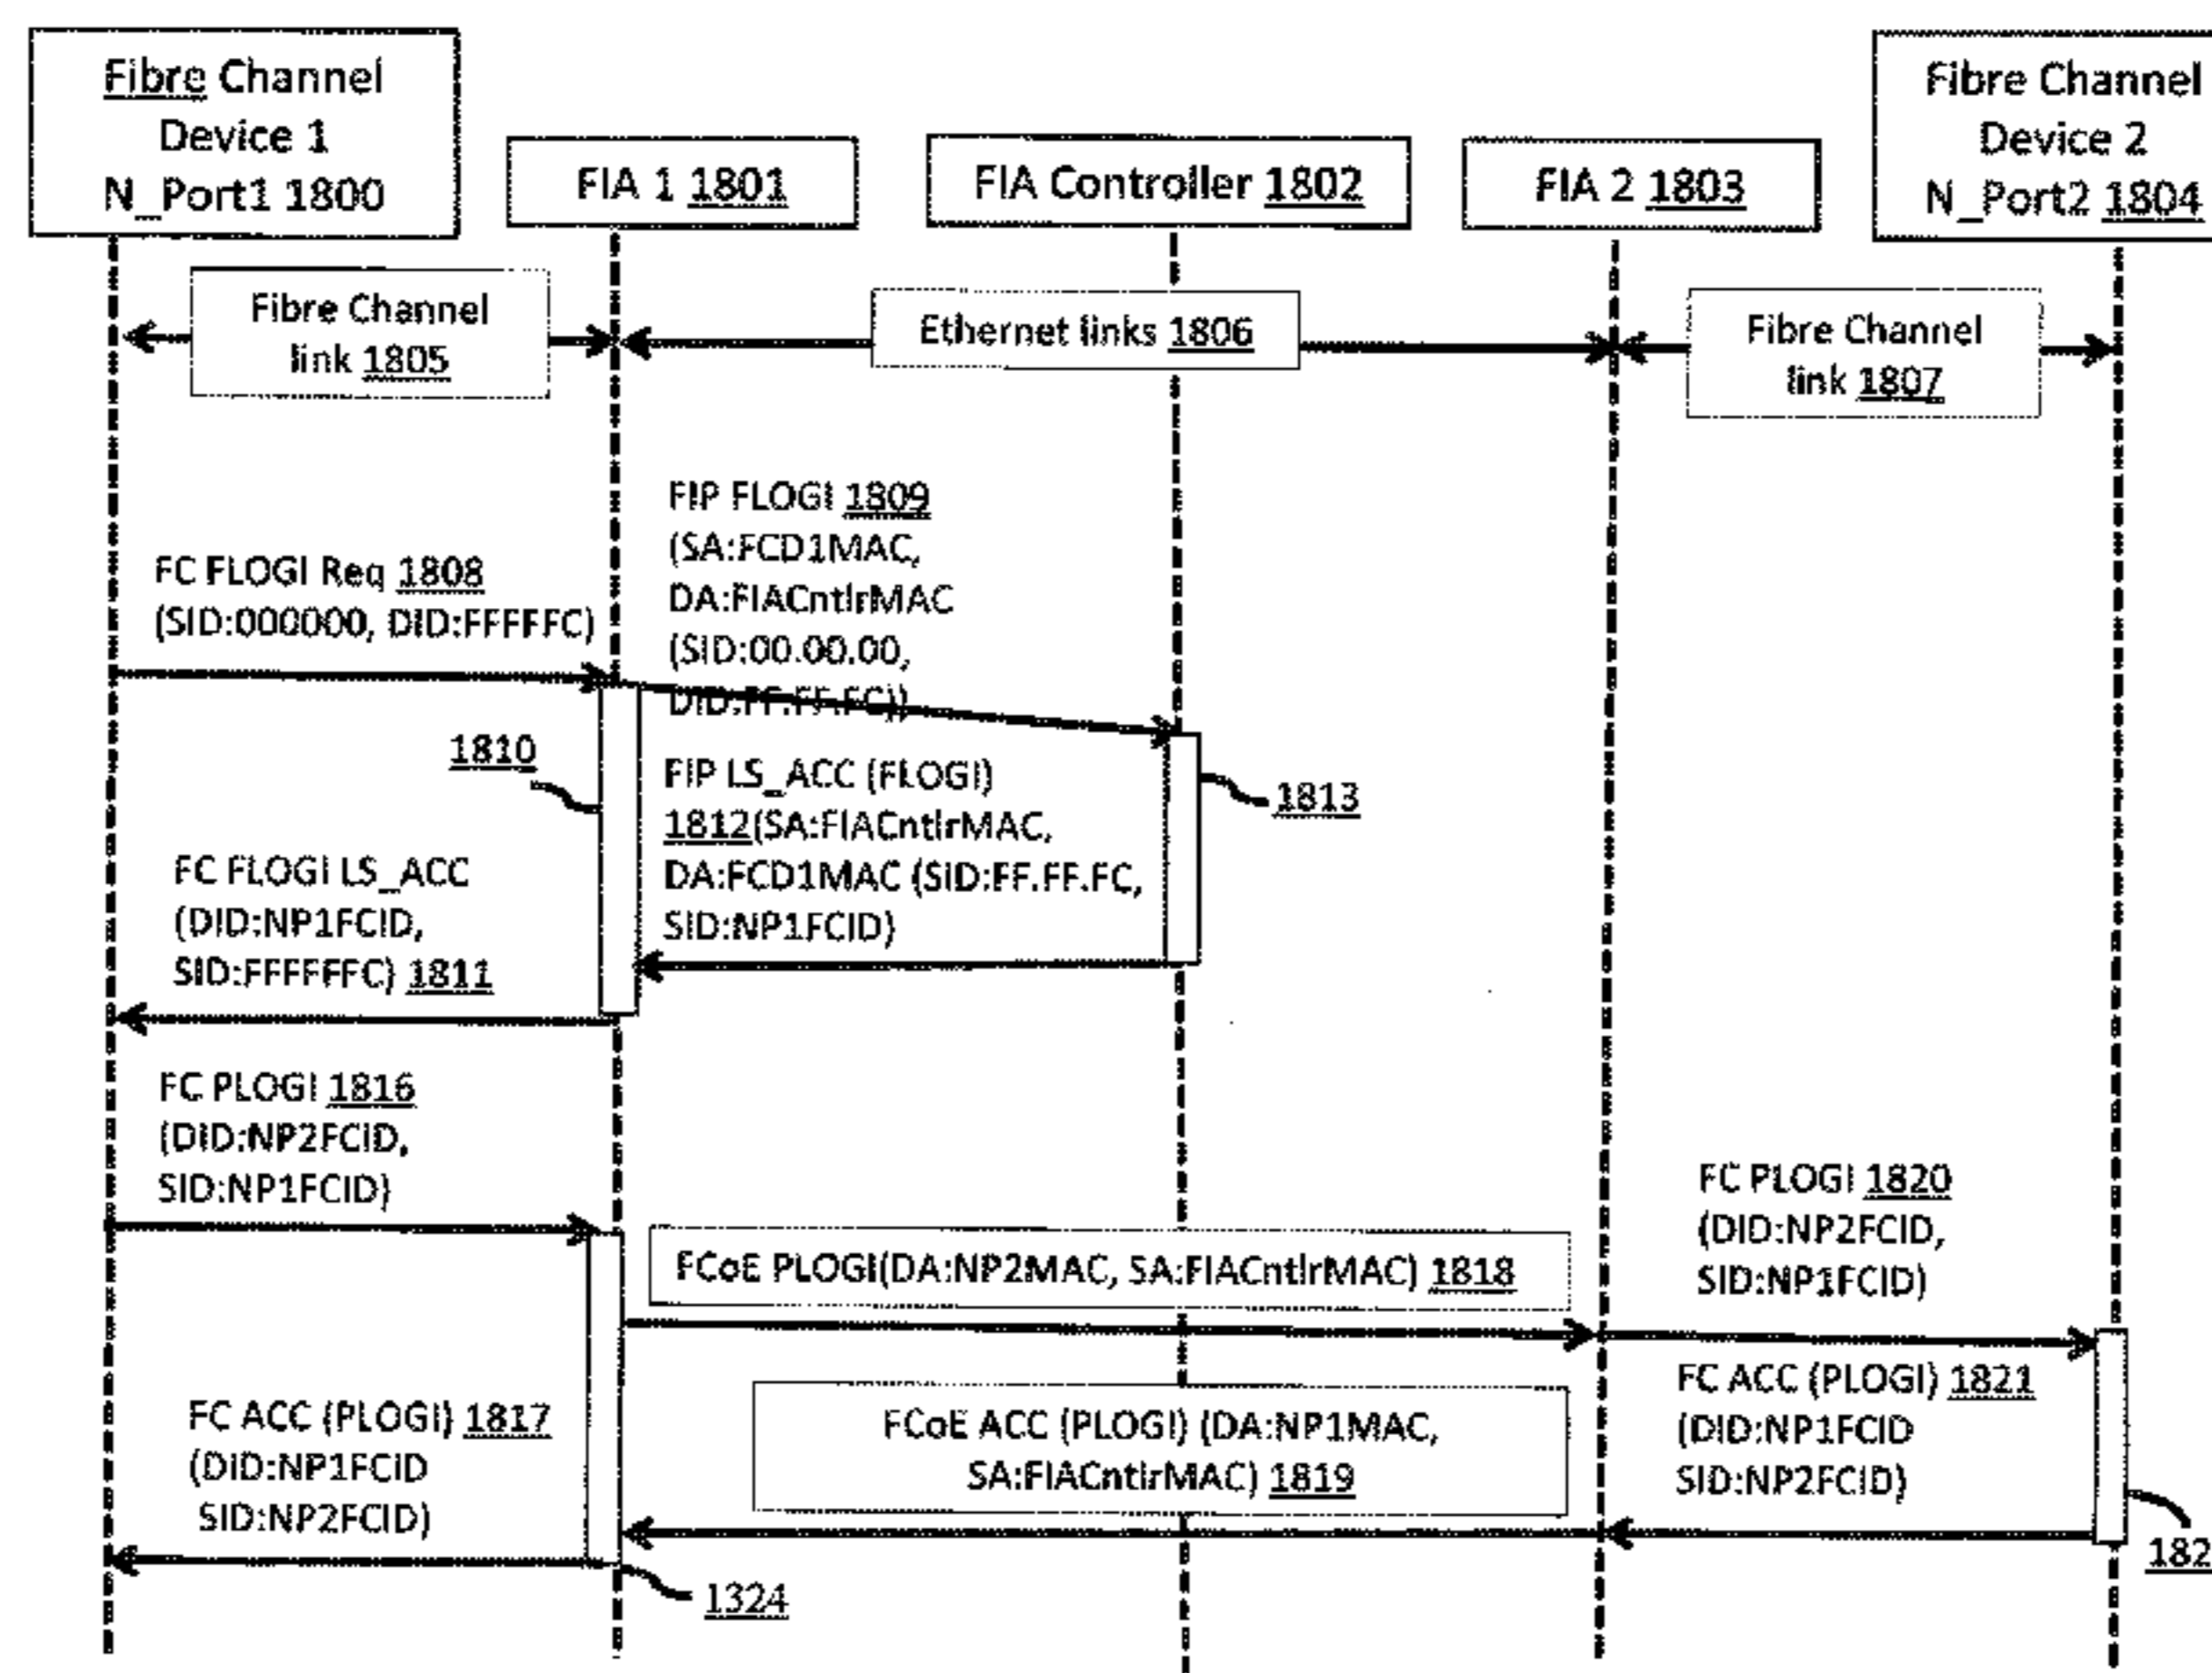 Fibre Channel
Device 1
N_Port1 1800
FIA 1 1801
FIA Controller 1802
FIA 2 1803
Fibre Channel
Device 2
N_Port2 1804
Fibre Channel
link 1805
Ethernet links 1806
Fibre Channel
link 1807
FC FLOGI Req 1808
(SID:000000, DID:FFFFFC)
FIP FLOGI 1809
(SA:FCD1MAC,
DA:FIACntlrMAC
(SID:00.00.00,
DID:FF.FF.FC))
1810
FIP LS_ACC (FLOGI)
1812(SA:FIACntlrMAC,
DA:FCD1MAC (SID:FF.FF.FC,
SID:NP1FCID)
1813
FC FLOGI LS_ACC
(DID:NP1FCID,
SID:FFFFFFC) 1811
FC PLOGI 1816
(DID:NP2FCID,
SID:NP1FCID)
FCoE PLOGI(DA:NP2MAC, SA:FIACntlrMAC) 1818
FC PLOGI 1820
(DID:NP2FCID,
SID:NP1FCID)
FC ACC (PLOGI) 1817
(DID:NP1FCID
SID:NP2FCID)
FCoE ACC (PLOGI) (DA:NP1MAC,
SA:FIACntlrMAC) 1819
FC ACC (PLOGI) 1821
(DID:NP1FCID
SID:NP2FCID)
182
1324